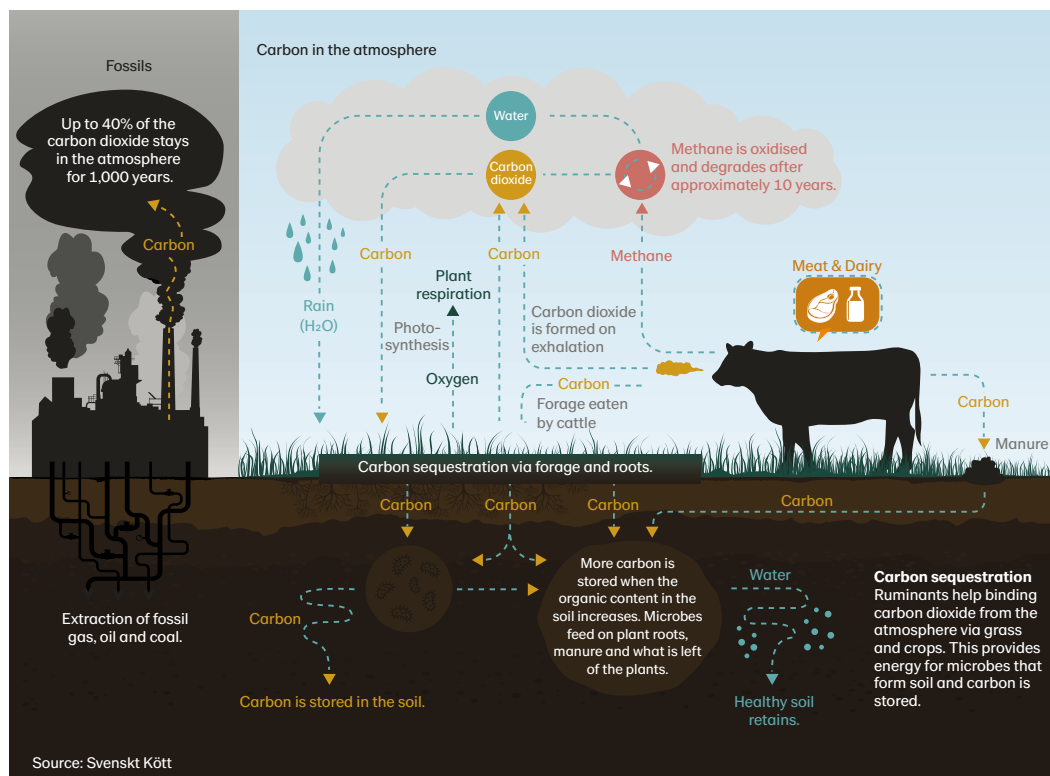 Fossils
Up to 40% of the
carbon dioxide stays
in the atmosphere
for 1,000 years.
Carbon
Extraction of fossil
gas, oil and coal.
Carbon in the atmosphere
Water
Carbon
dioxide
Methane is oxidised
and degrades after
approximately 10 years.
Carbon
Carbon
Methane
Rain
(H₂O)
Photo-
synthesis
Plant
respiration
Oxygen
Carbon dioxide
is formed on
exhalation
Carbon
Forage eaten
by cattle
Meat & Dairy
Carbon
Manure
Carbon sequestration via forage and roots.
Carbon
Carbon
Carbon
Carbon
Carbon
Carbon is stored in the soil.
More carbon is
stored when the
organic content in the
soil increases. Microbes
feed on plant roots,
manure and what is left
of the plants.
Water
Healthy soil
retains.
Carbon sequestration
Ruminants help binding
carbon dioxide from the
atmosphere via grass
and crops. This provides
energy for microbes that
form soil and carbon is
stored.
Source: Svenskt Kött